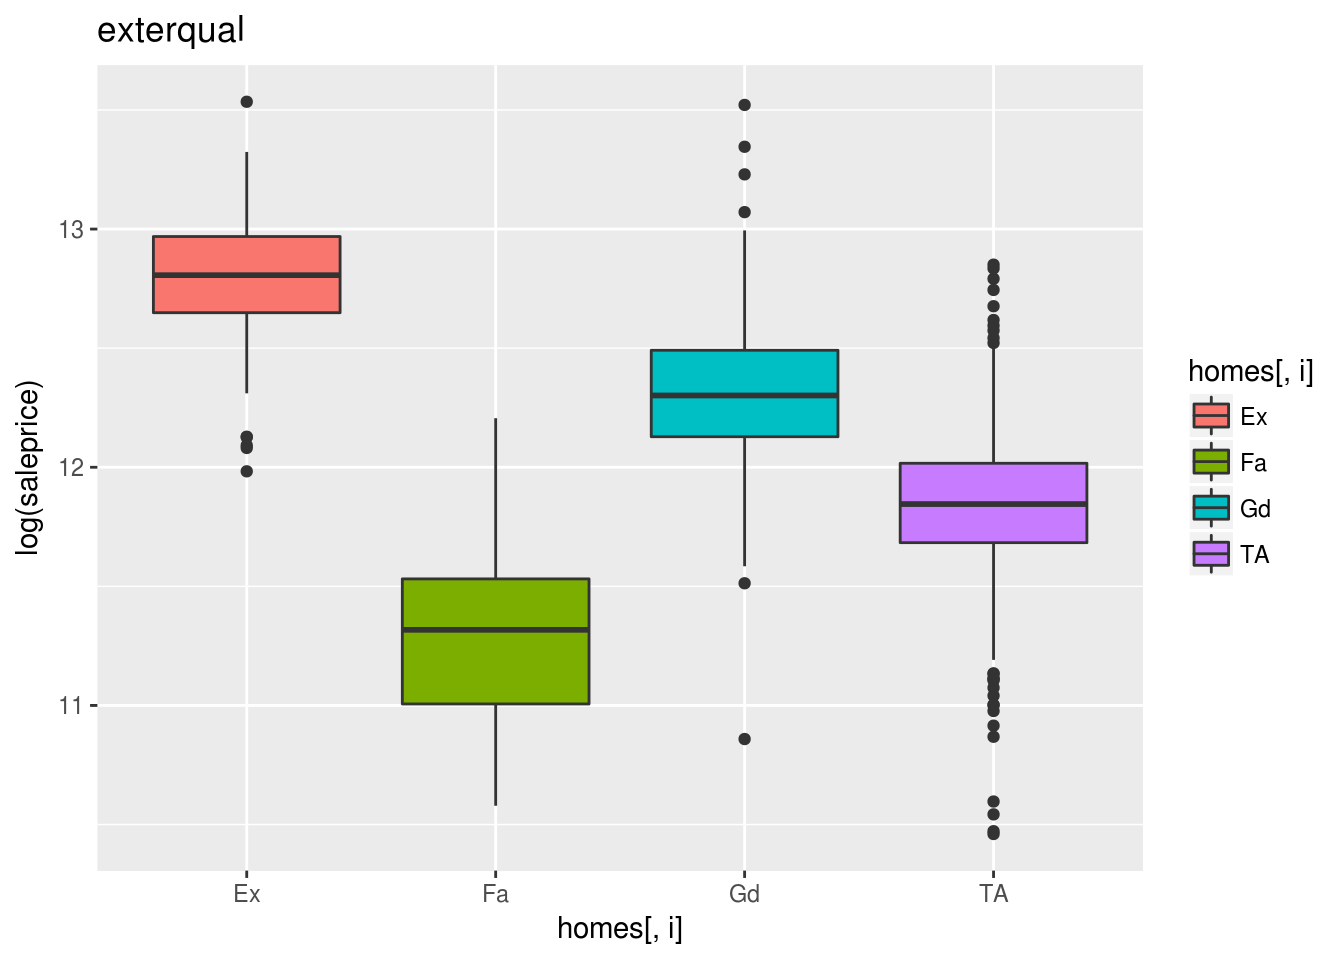 exterqual
log(saleprice)
13
12
11
Ex
Fa
Gd
TA
homes[, i]
homes[, i]
Ex
Fa
Gd
TA